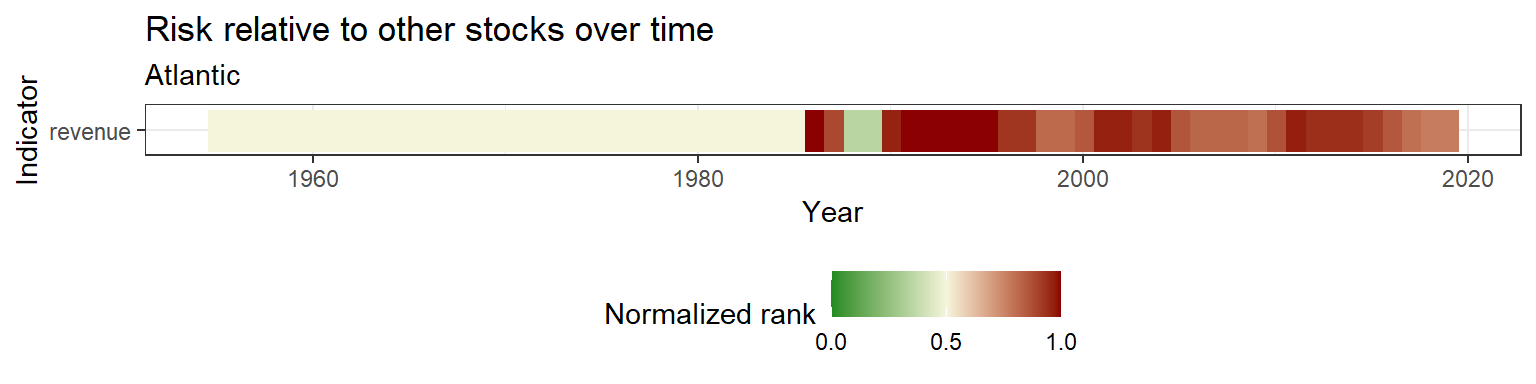 Risk relative to other stocks over time
Atlantic
Indicator
revenue
1960 1980 2000 2020
Year
Normalized rank
0.0 0.5 1.0